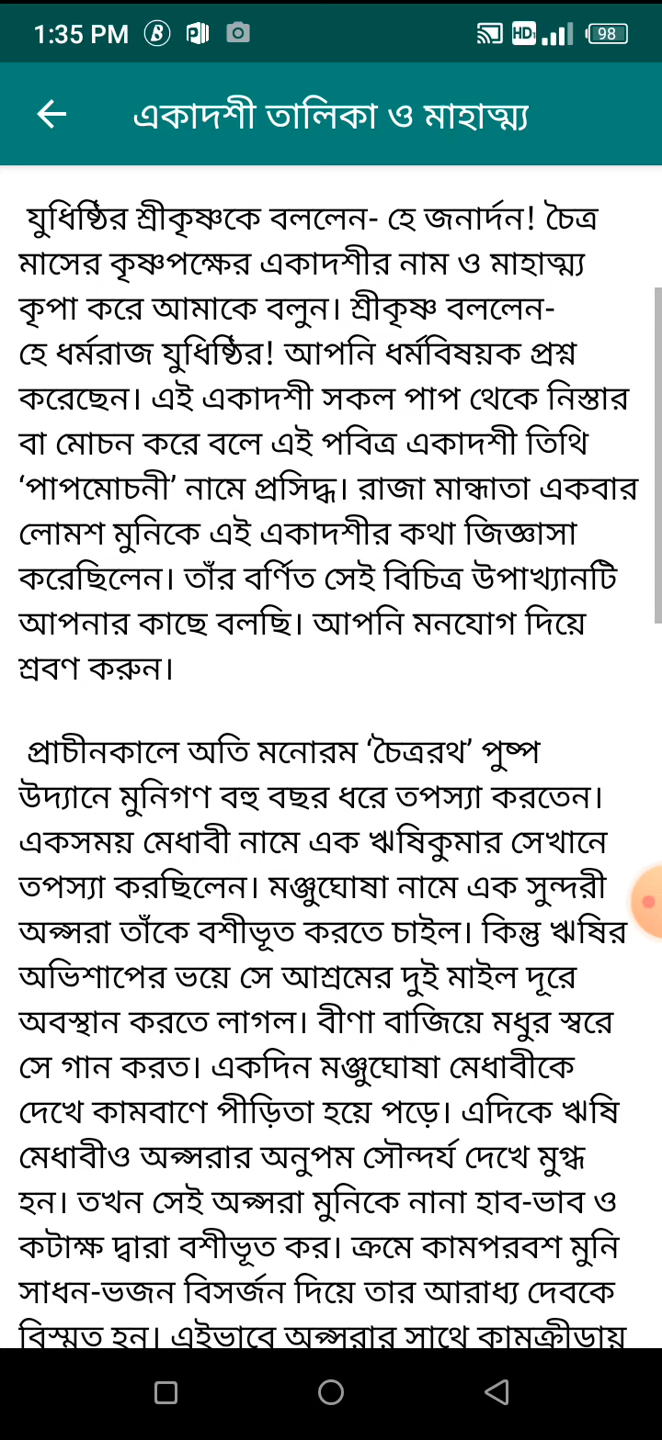 1:35 PM
HD 98
একাদশী তালিকা ও মাহাত্ম্য
যুধিষ্ঠির শ্রীকৃষ্ণকে বললেন- হে জনার্দন! চৈত্র
মাসের কৃষ্ণপক্ষের একাদশীর নাম ও মাহাত্ম্য
কৃপা করে আমাকে বলুন। শ্রীকৃষ্ণ বললেন-
হে ধর্মরাজ যুধিষ্ঠির! আপনি ধর্মবিষয়ক প্রশ্ন
করেছেন। এই একাদশী সকল পাপ থেকে নিস্তার
বা মোচন করে বলে এই পবিত্র একাদশী তিথি
‘পাপমোচনী’ নামে প্রসিদ্ধ। রাজা মান্ধাতা একবার
লোমশ মুনিকে এই একাদশীর কথা জিজ্ঞাসা
করেছিলেন। তাঁর বর্ণিত সেই বিচিত্র উপাখ্যানটি
আপনার কাছে বলছি। আপনি মনযোগ দিয়ে
শ্রবণ করুন।
প্রাচীনকালে অতি মনোরম ‘চৈত্ররথ’ পুষ্প
উদ্যানে মুনিগণ বহু বছর ধরে তপস্যা করতেন।
একসময় মেধাবী নামে এক ঋষিকুমার সেখানে
তপস্যা করছিলেন। মঞ্জুঘোষা নামে এক সুন্দরী
অপ্সরা তাঁকে বশীভূত করতে চাইল। কিন্তু ঋষির
অভিশাপের ভয়ে সে আশ্রমের দুই মাইল দূরে
অবস্থান করতে লাগল। বীণা বাজিয়ে মধুর স্বরে
সে গান করত। একদিন মঞ্জুঘোষা মেধাবীকে
দেখে কামবাণে পীড়িতা হয়ে পড়ে। এদিকে ঋষি
মেধাবীও অপ্সরার অনুপম সৌন্দর্য দেখে মুগ্ধ
হন। তখন সেই অপ্সরা মুনিকে নানা হাব-ভাব ও
কটাক্ষ দ্বারা বশীভূত কর। ক্রমে কামপরবশ মুনি
সাধন-ভজন বিসর্জন দিয়ে তার আরাধ্য দেবকে
বিস্মৃত হন। এইভাবে অপ্সরার সাথে কামক্রীডায়